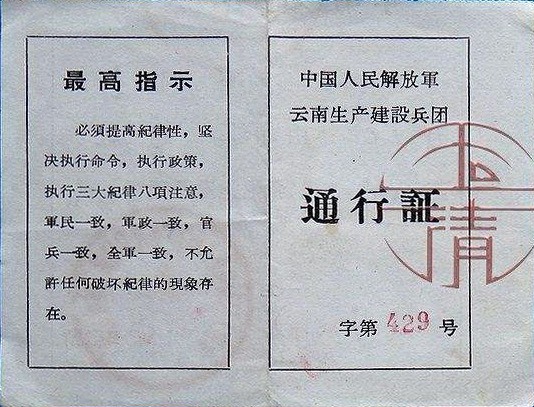 最高指示
必須提高紀律性，坚
决执行命令，执行政策，
执行三大紀律八項注意，
軍民一致，軍政一致，官
兵一致，全軍一致，不允
許任何破坏紀律的現象存
在。
中国人民解放軍
云南生产建設兵团
通行証
字第 429 号